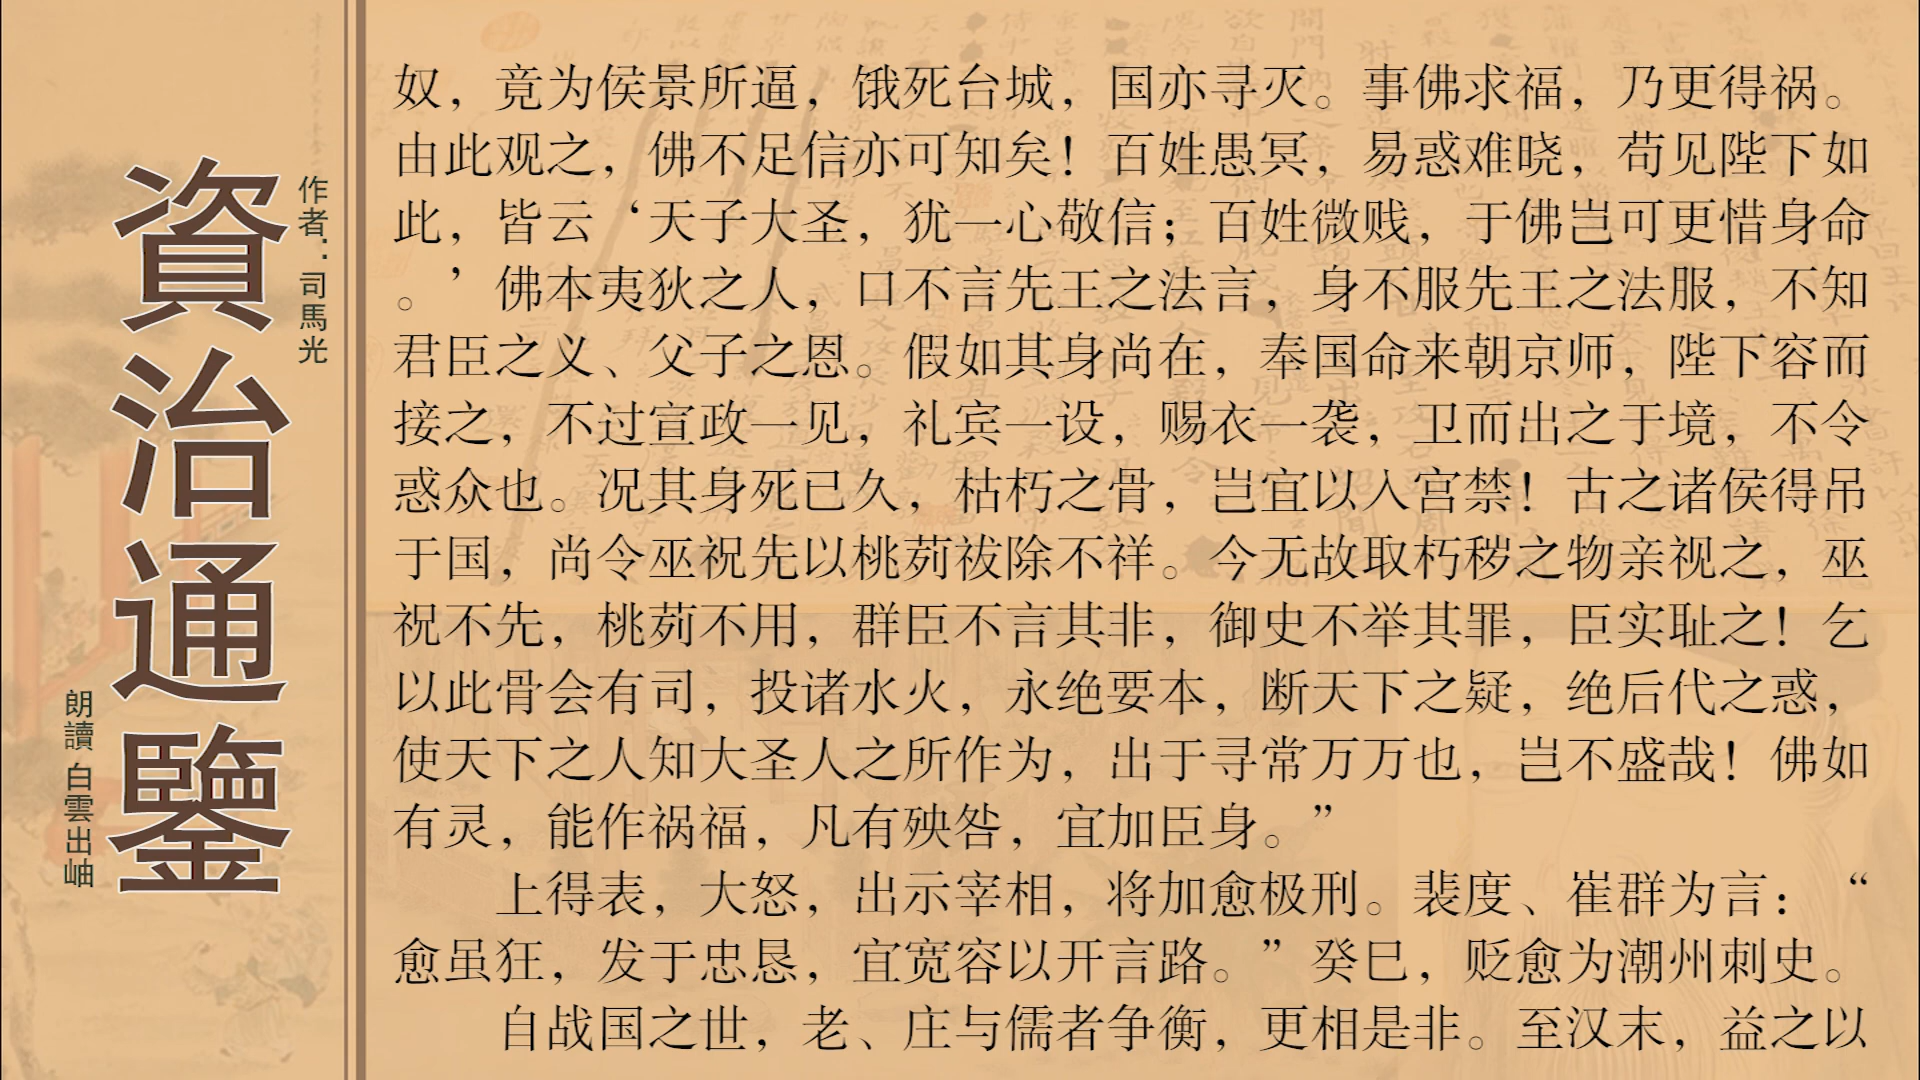 資治通鑒
作者：司馬光
朗讀 白雲出岫
奴，竟为侯景所逼，饿死台城，国亦寻灭。事佛求福，乃更得祸。
由此观之，佛不足信亦可知矣！百姓愚冥，易惑难晓，苟见陛下如
此，皆云‘天子大圣，犹一心敬信；百姓微贱，于佛岂可更惜身命
。’佛本夷狄之人，口不言先王之法言，身不服先王之法服，不知
君臣之义、父子之恩。假如其身尚在，奉国命来朝京师，陛下容而
接之，不过宣政一见，礼宾一设，赐衣一袭，卫而出之于境，不令
惑众也。况其身死已久，枯朽之骨，岂宜以入宫禁！古之诸侯得吊
于国，尚令巫祝先以桃茢祓除不祥。今无故取朽秽之物亲视之，巫
祝不先，桃茢不用，群臣不言其非，御史不举其罪，臣实耻之！乞
以此骨会有司，投诸水火，永绝要本，断天下之疑，绝后代之惑，
使天下之人知大圣人之所作为，出于寻常万万也，岂不盛哉！佛如
有灵，能作祸福，凡有殃咎，宜加臣身。”
上得表，大怒，出示宰相，将加愈极刑。裴度、崔群为言：“
愈虽狂，发于忠恳，宜宽容以开言路。”癸巳，贬愈为潮州刺史。
自战国之世，老、庄与儒者争衡，更相是非。至汉末，益之以